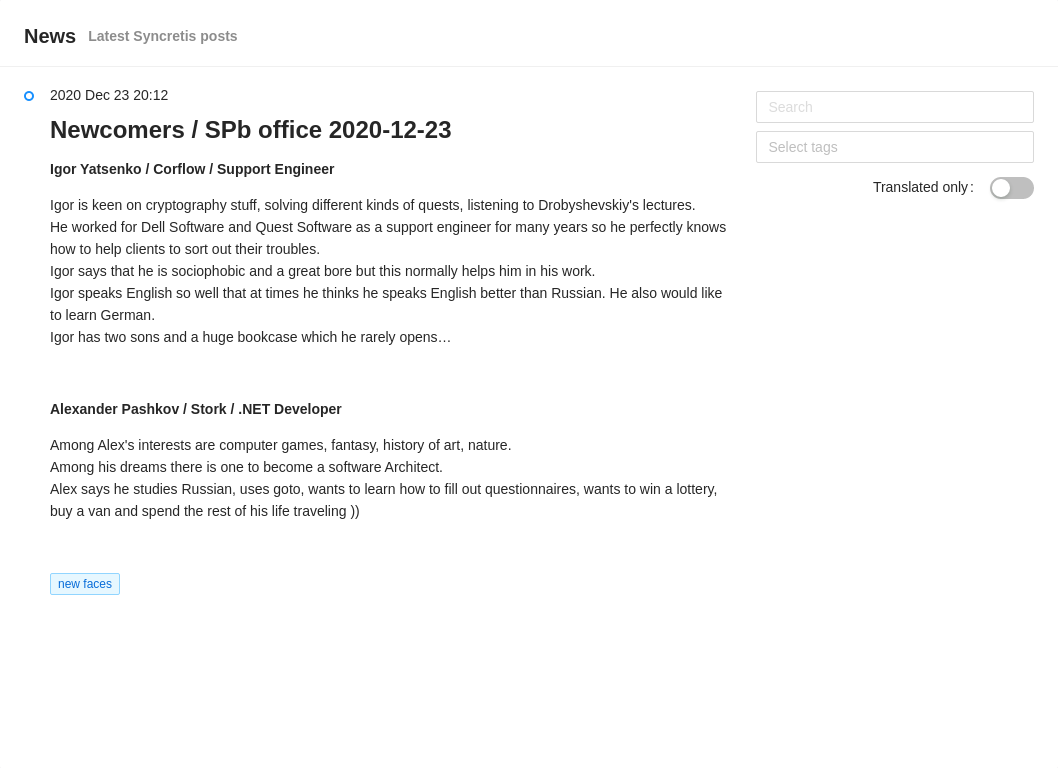 News Latest Syncretis posts
2020 Dec 23 20:12
Newcomers / SPb office 2020-12-23
Igor Yatsenko / Corflow / Support Engineer
Igor is keen on cryptography stuff, solving different kinds of quests, listening to Drobyshevskiy's lectures.
He worked for Dell Software and Quest Software as a support engineer for many years so he perfectly knows
how to help clients to sort out their troubles.
Igor says that he is sociophobic and a great bore but this normally helps him in his work.
Igor speaks English so well that at times he thinks he speaks English better than Russian. He also would like
to learn German.
Igor has two sons and a huge bookcase which he rarely opens…
Alexander Pashkov / Stork / .NET Developer
Among Alex's interests are computer games, fantasy, history of art, nature.
Among his dreams there is one to become a software Architect.
Alex says he studies Russian, uses goto, wants to learn how to fill out questionnaires, wants to win a lottery,
buy a van and spend the rest of his life traveling ))
new faces
Search
Select tags
Translated only :